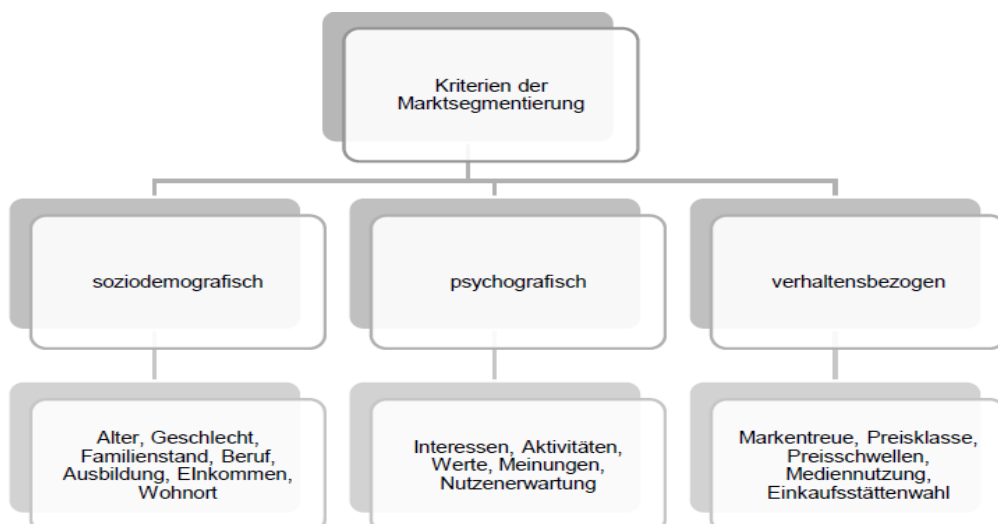 Kriterien der
Marktsegmentierung
soziodemografisch
psychografisch
verhaltensbezogen
Alter, Geschlecht,
Familienstand, Beruf,
Ausbildung, EInkommen,
Wohnort
Interessen, Aktivitäten,
Werte, Meinungen,
Nutzenerwartung
Markentreue, Preisklasse,
Preisschwellen,
Mediennutzung,
Einkaufsstättenwahl